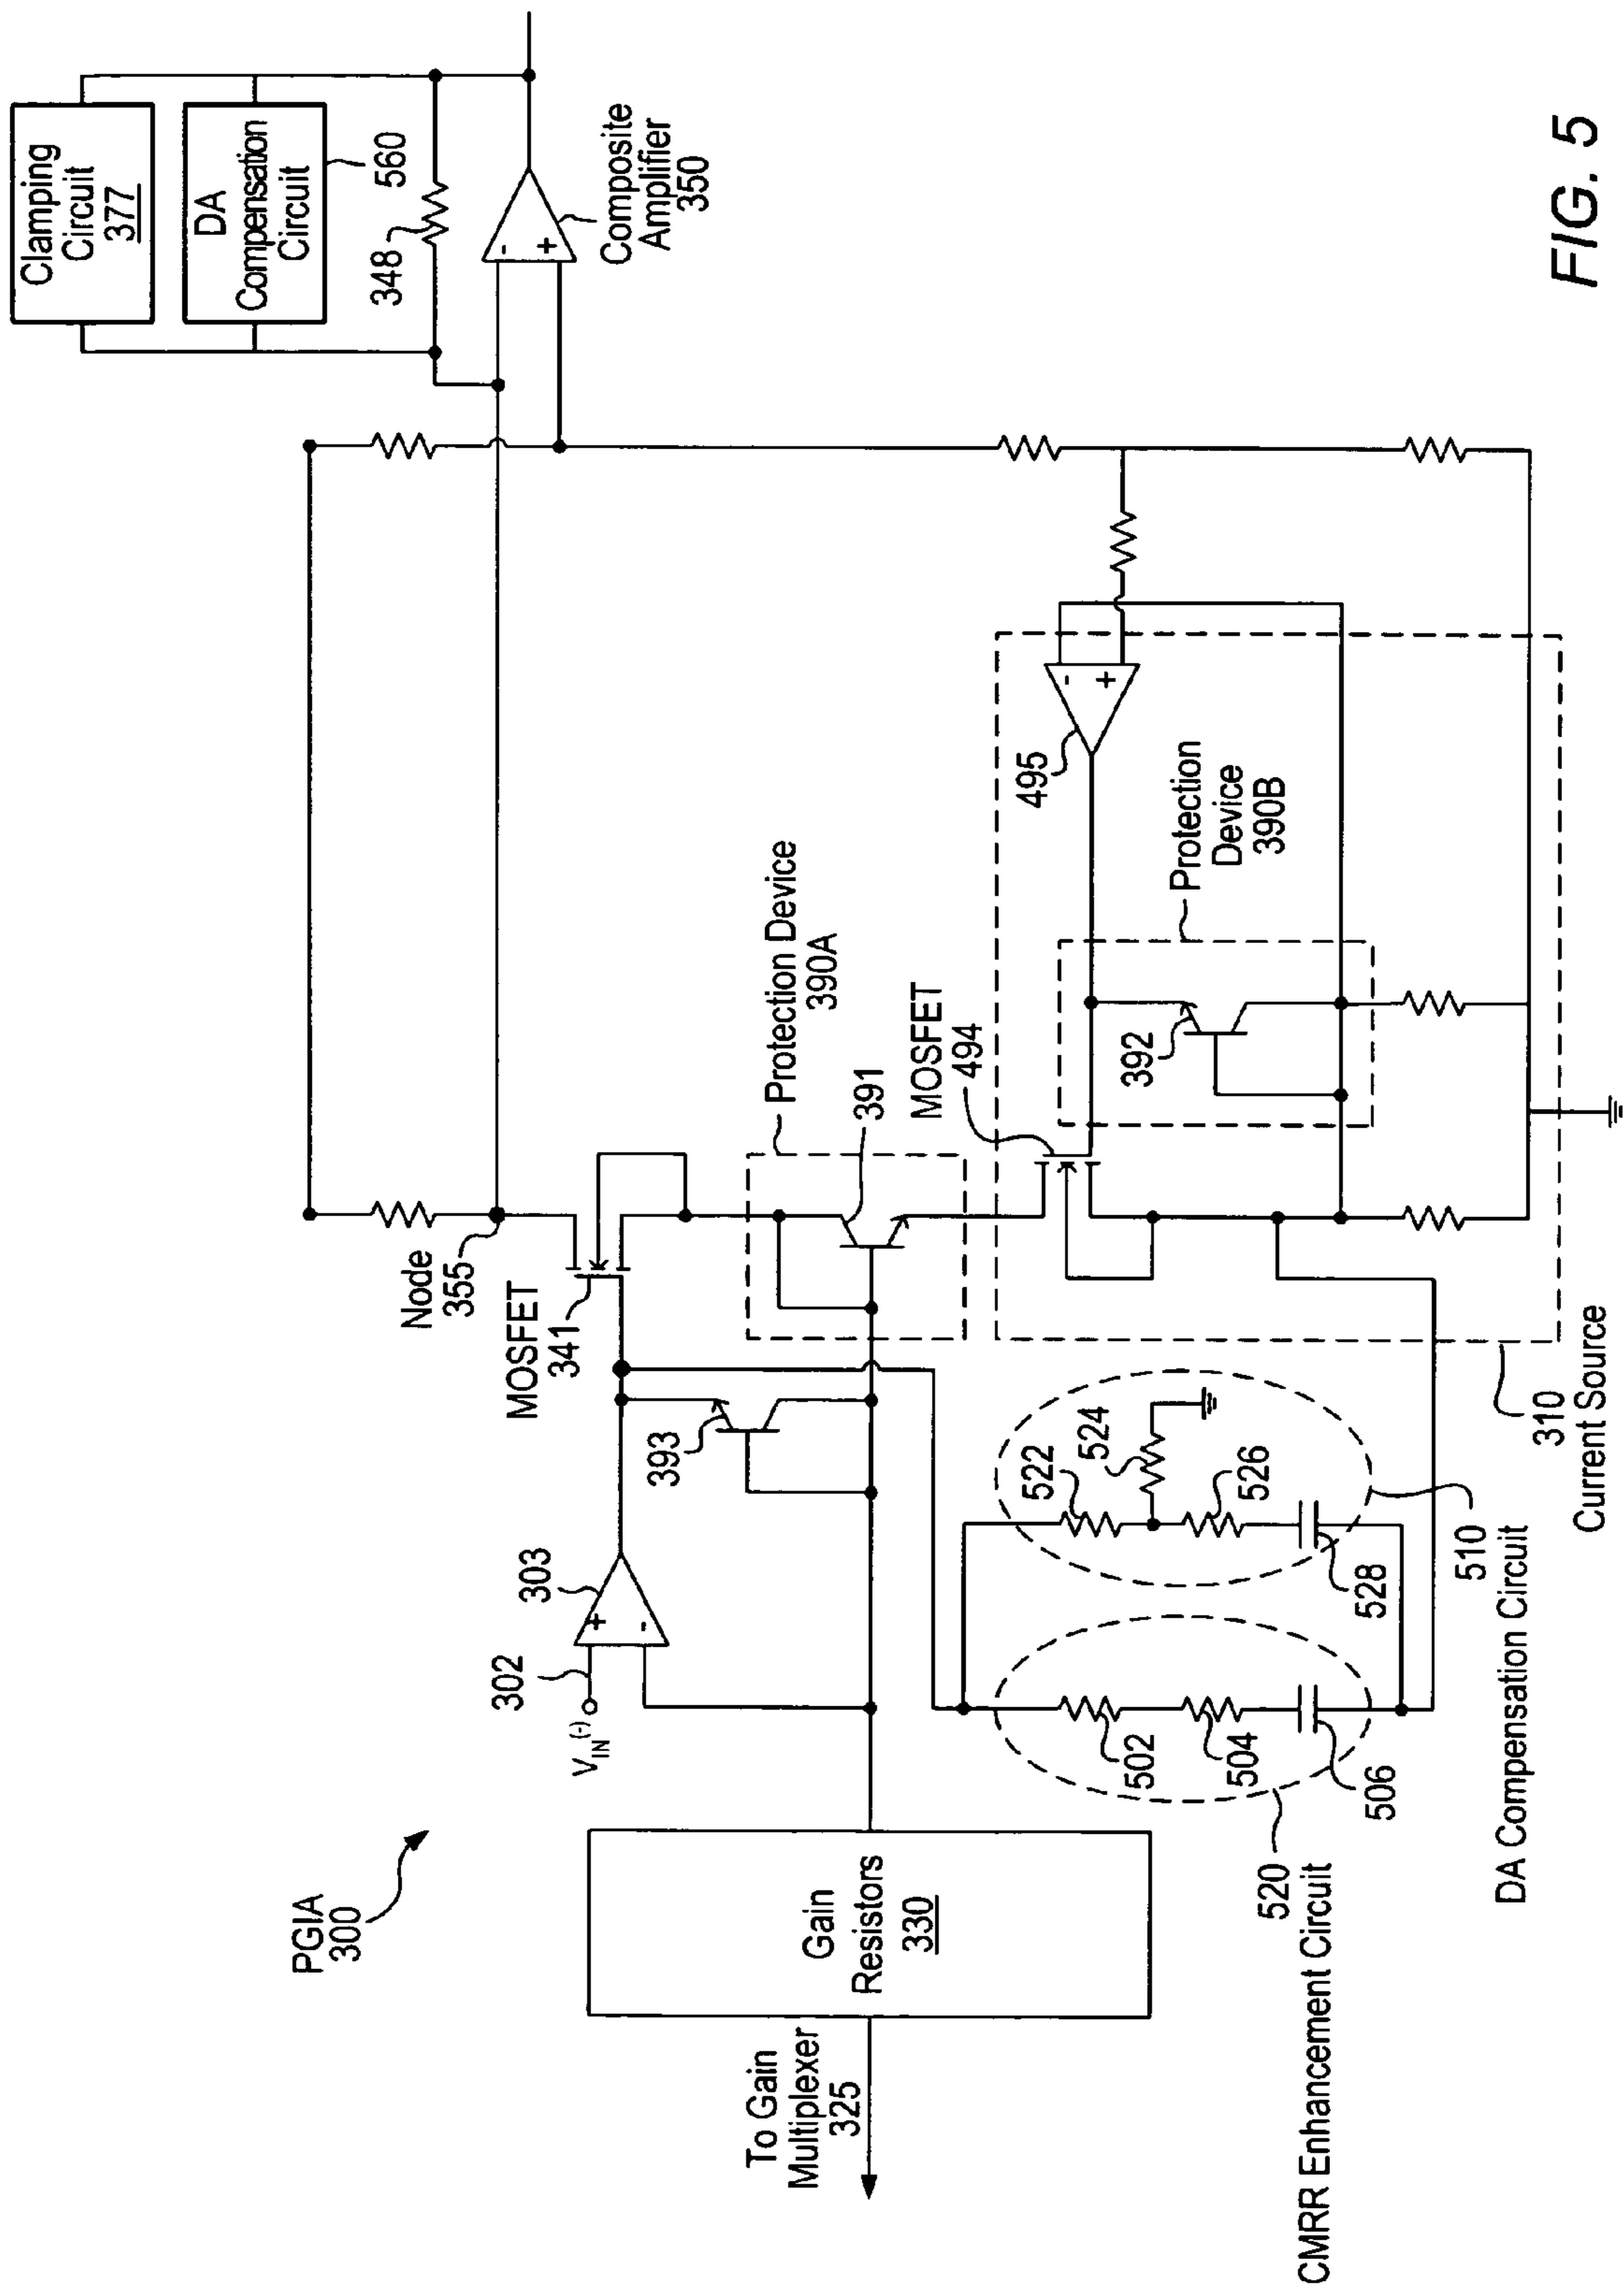 PGIA
300
To Gain
Multiplexer
325
Gain
Resistors
330
VIN(-)
302
303
+
-
393
MOSFET
341
Node
355
Protection Device
390A
391
MOSFET
494
392
Protection
Device
390B
495
-
+
Clamping
Circuit
377
DA
Compensation
Circuit
560
348
-
+
Composite
Amplifier
350
502
504
506
520
CMRR Enhancement Circuit
522
524
526
528
510
DA Compensation Circuit
310
Current Source
FIG. 5